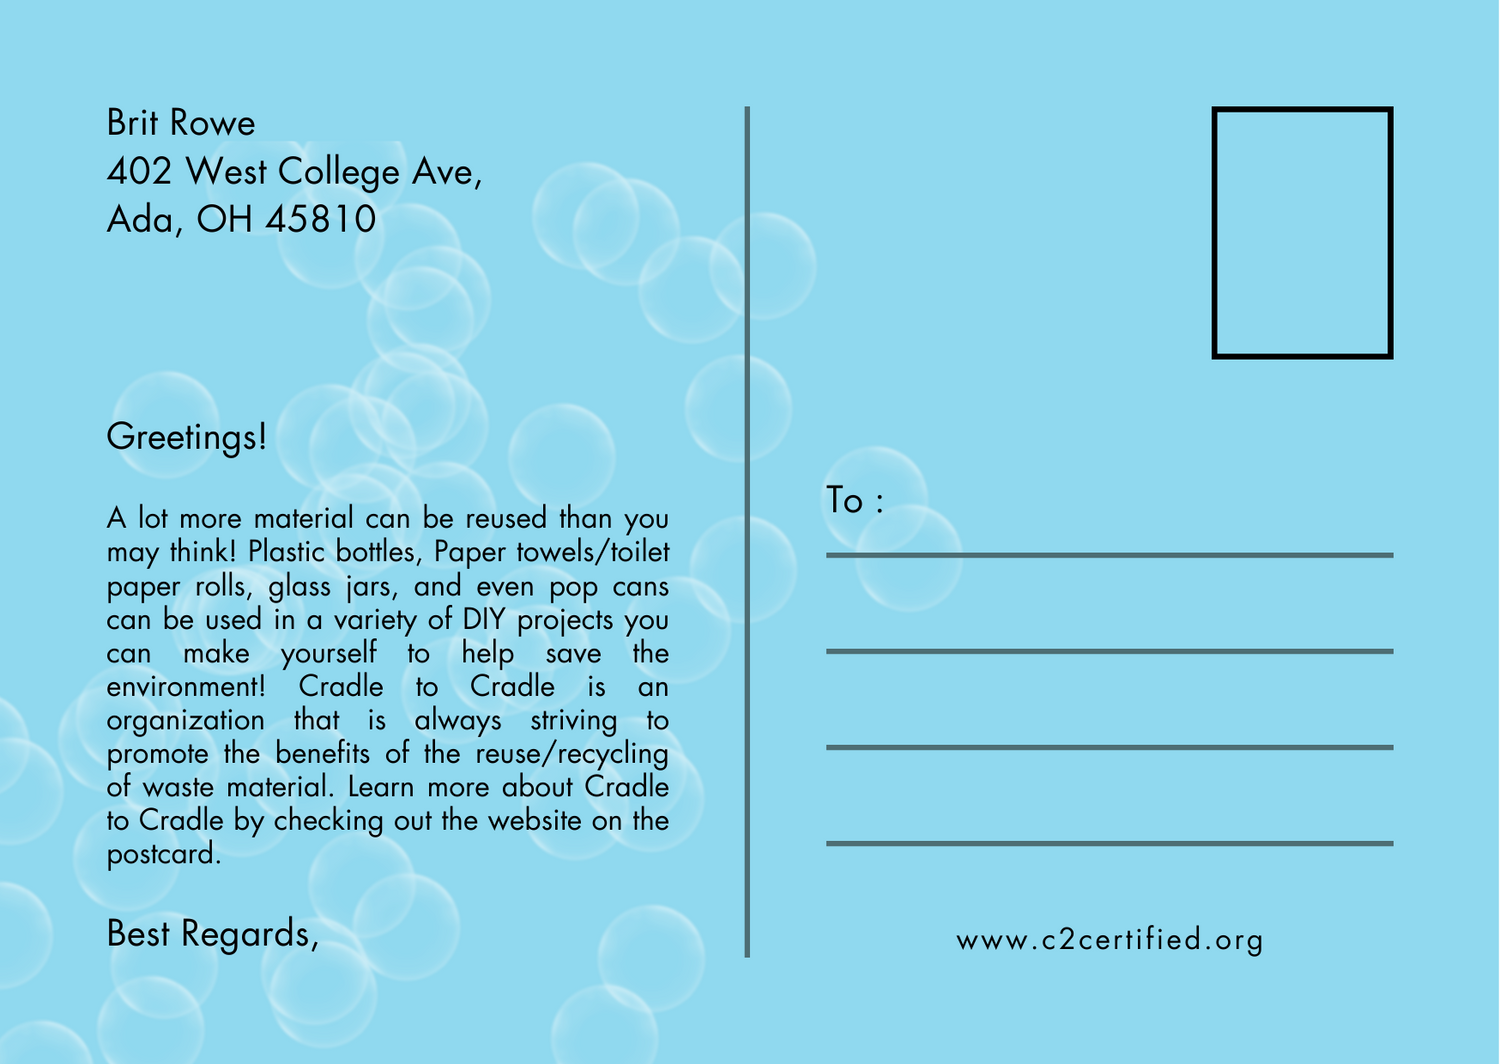 Brit Rowe
402 West College Ave,
Ada, OH 45810
Greetings!
A lot more material can be reused than you
may think! Plastic bottles, Paper towels/toilet
paper rolls, glass jars, and even pop cans
can be used in a variety of DIY projects you
can make yourself to help save the
environment! Cradle to Cradle is an
organization that is always striving to
promote the benefits of the reuse/recycling
of waste material. Learn more about Cradle
to Cradle by checking out the website on the
postcard.
Best Regards,
To :
www.c2certified.org